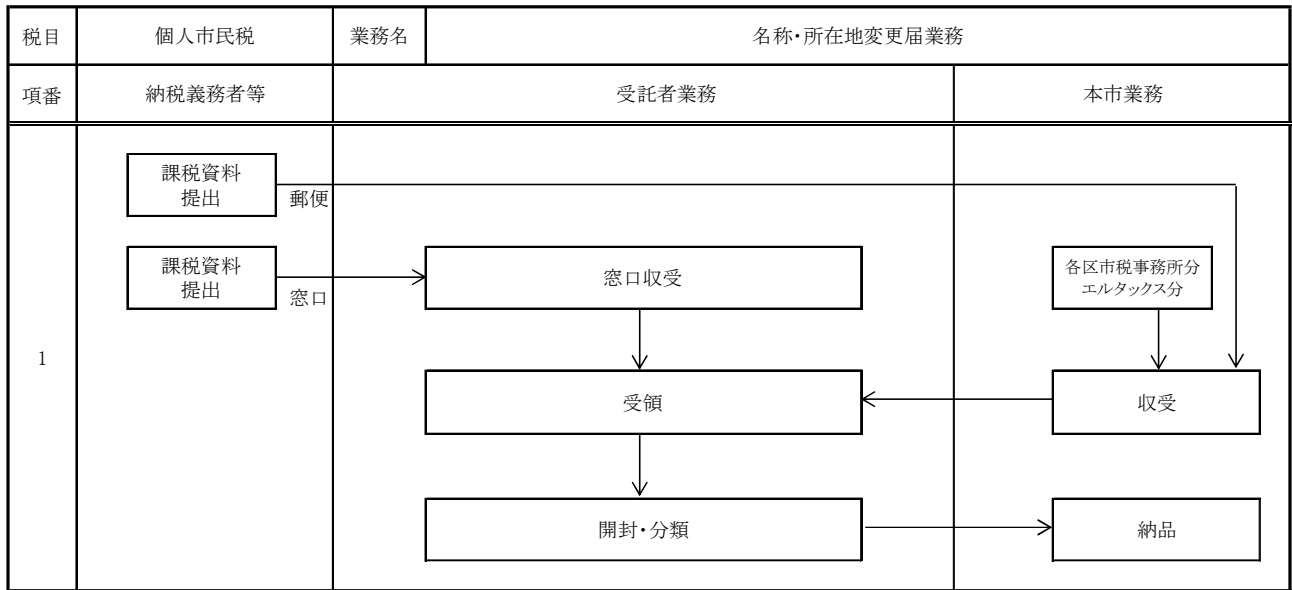 税目 個人市民税 業務名 名称・所在地変更届業務
項番 納税義務者等 受託者業務 本市業務
課税資料
提出
郵便
課税資料
提出
窓口
窓口収受
各区市税事務所分
エルタックス分
1
受領
収受
開封・分類
納品